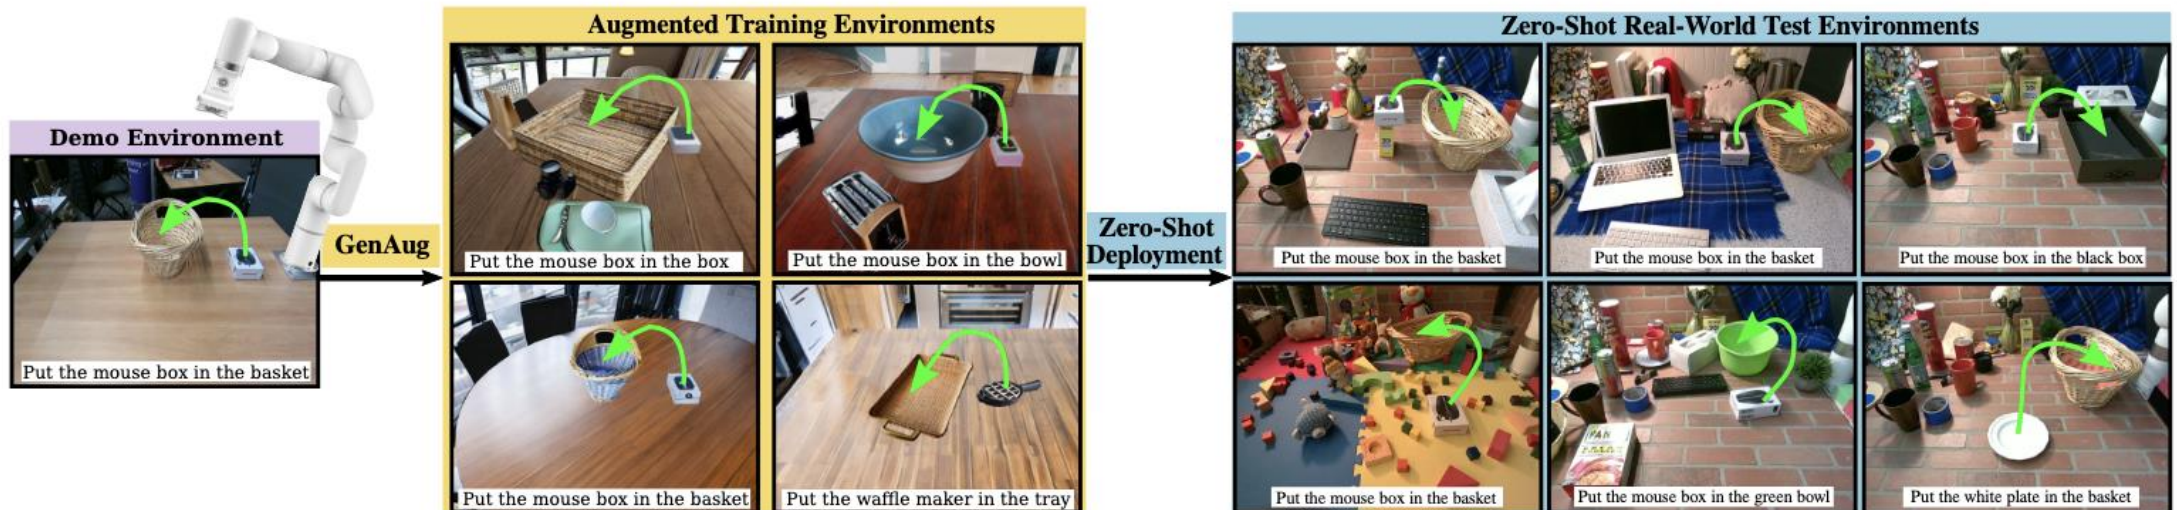 Demo Environment
Put the mouse box in the basket
GenAug
Augmented Training Environments
Put the mouse box in the box
Put the mouse box in the bowl
Put the mouse box in the basket
Put the waffle maker in the tray
Zero-Shot
Deployment
Zero-Shot Real-World Test Environments
Put the mouse box in the basket
Put the mouse box in the basket
Put the mouse box in the black box
Put the mouse box in the basket
PAN
Put the mouse box in the green bowl
Put the white plate in the basket